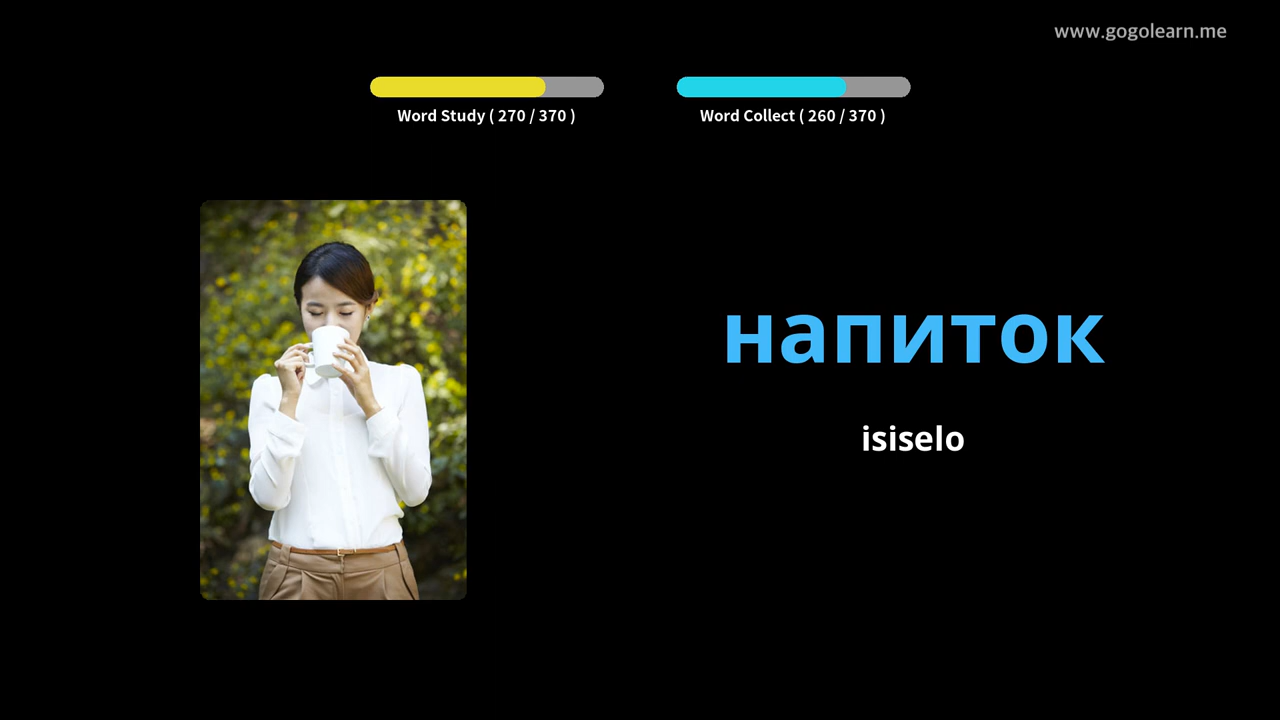 www.gogolearn.me
Word Study ( 270 / 370 )
Word Collect ( 260 / 370 )
напиток
isiselo